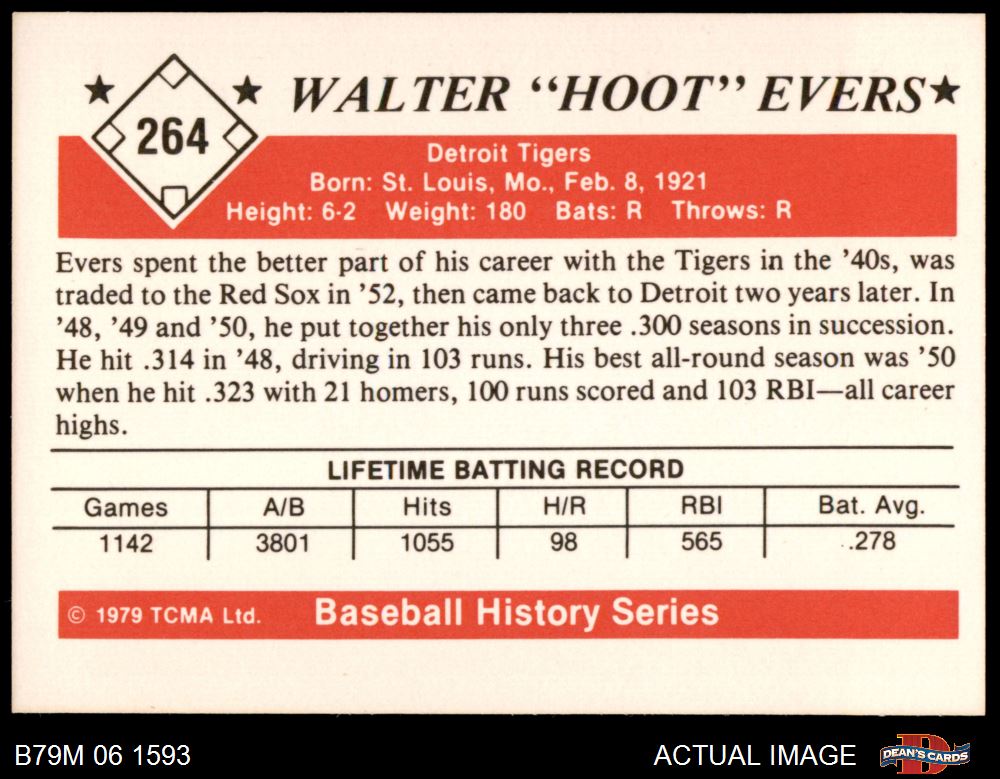 264
WALTER “HOOT” EVERS
Detroit Tigers
Born: St. Louis, Mo., Feb. 8, 1921
Height: 6-2 Weight: 180 Bats: R Throws: R
Evers spent the better part of his career with the Tigers in the ’40s, was
traded to the Red Sox in ’52, then came back to Detroit two years later. In
’48, ’49 and ’50, he put together his only three .300 seasons in succession.
He hit .314 in ’48, driving in 103 runs. His best all-round season was ’50
when he hit .323 with 21 homers, 100 runs scored and 103 RBI—all career
highs.
LIFETIME BATTING RECORD
Games A/B Hits H/R RBI Bat. Avg.
1142 3801 1055 98 565 .278
© 1979 TCMA Ltd. Baseball History Series
B79M 06 1593 ACTUAL IMAGE DEAN'S CARDS